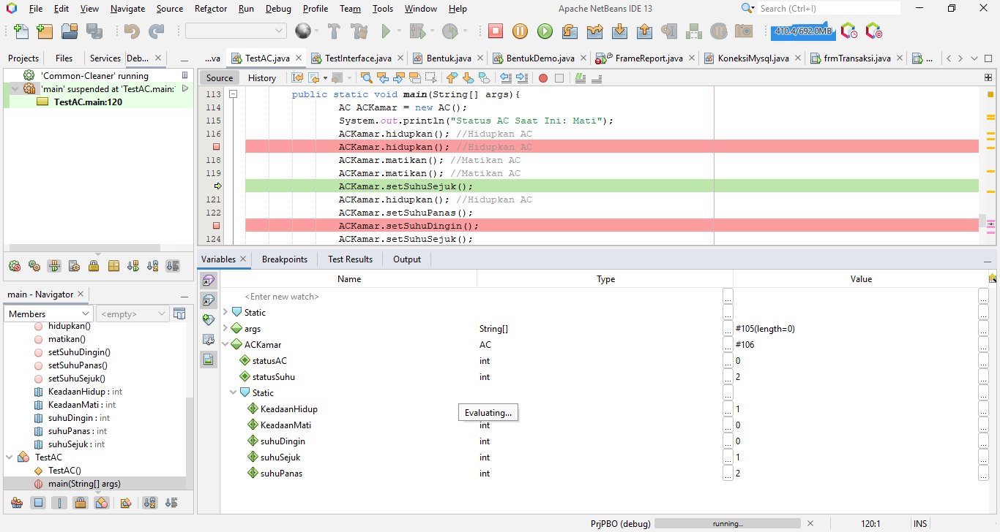 File Edit View Navigate Source Refactor Run Debug Profile Team Tools Window Help
Apache NetBeans IDE 13
Search (Ctrl+I)
410.4/692.0MB
Projects Files Services Deb...
'Common-Cleaner' running
'main' suspended at 'TestAC.main:
TestAC.main:120
...va TestAC.java TestInterface.java Bentuk.java BentukDemo.java FrameReport.java KoneksiMysql.java frmTransaksi.java ...
Source History
113 public static void main(String[] args){
114 AC ACKamar = new AC();
115 System.out.println("Status AC Saat Ini: Mati");
116 ACKamar.hidupkan(); //Hidupkan AC
ACKamar.hidupkan(); //Hidupkan AC
118 ACKamar.matikan(); //Matikan AC
119 ACKamar.matikan(); //Matikan AC
ACKamar.setSuhuSejuk();
121 ACKamar.hidupkan(); //Hidupkan AC
122 ACKamar.setSuhuPanas();
ACKamar.setSuhuDingin();
124 ACKamar.setSuhuSejuk();
main - Navigator
Members <empty>
hidupkan()
matikan()
setSuhuDingin()
setSuhuPanas()
setSuhuSejuk()
KeadaanHidup : int
KeadaanMati : int
suhuDingin : int
suhuPanas : int
suhuSejuk : int
TestAC
TestAC()
main(String[] args)
Variables Breakpoints Test Results Output
Name Type Value
<Enter new watch> ... ...
Static ... ...
args String[] ... #105(length=0) ...
ACKamar AC ... #106 ...
statusAC int ... 0 ...
statusSuhu int ... 2 ...
Static ... ...
KeadaanHidup ... 1 ...
Evaluating...
KeadaanMati int ... 0 ...
suhuDingin int ... 0 ...
suhuSejuk int ... 1 ...
suhuPanas int ... 2 ...
PrjPBO (debug) running... 120:1 INS